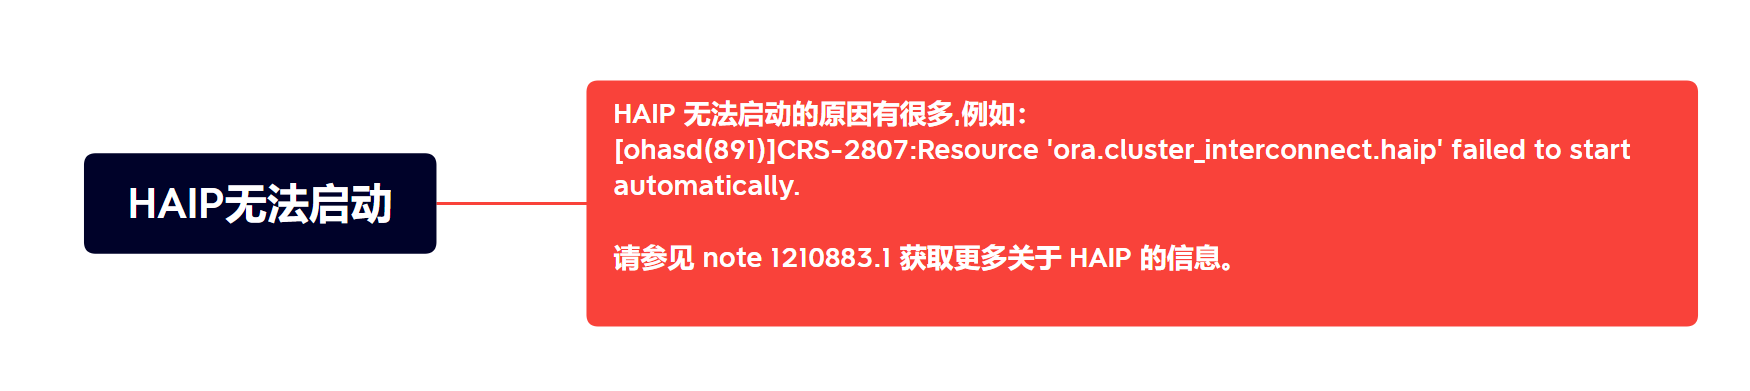 HAIP无法启动
HAIP 无法启动的原因有很多,例如：
[ohasd(891)]CRS-2807:Resource 'ora.cluster_interconnect.haip' failed to start
automatically.
请参见 note 1210883.1 获取更多关于 HAIP 的信息。